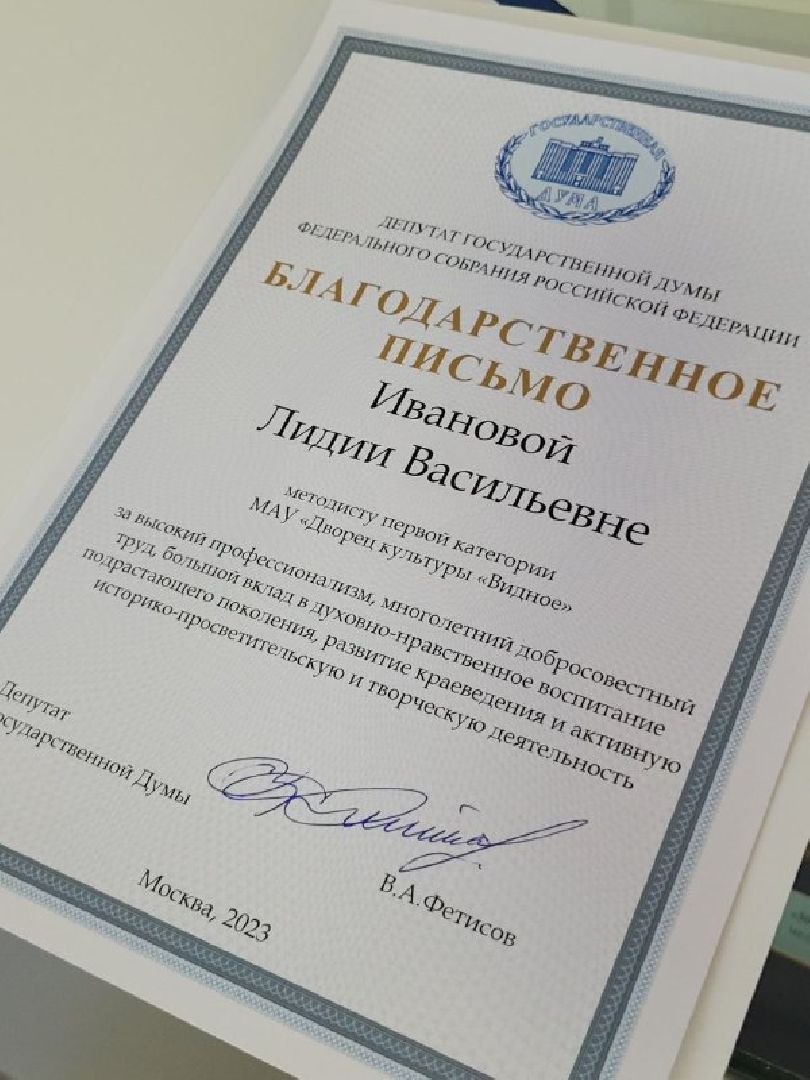 ГОСУДАРСТВЕННАЯ
ДУМА
ДЕПУТАТ ГОСУДАРСТВЕННОЙ ДУМЫ
ФЕДЕРАЛЬНОГО СОБРАНИЯ РОССИЙСКОЙ ФЕДЕРАЦИИ
БЛАГОДАРСТВЕННОЕ
ПИСЬМО
Ивановой
Лидии Васильевне
методисту первой категории
МАУ «Дворец культуры «Видное»
за высокий профессионализм, многолетний добросовестный
труд, большой вклад в духовно-нравственное воспитание
подрастающего поколения, развитие краеведения и активную
историко-просветительскую и творческую деятельность
Депутат
осударственной Думы
В.А.Фетисов
Москва, 2023